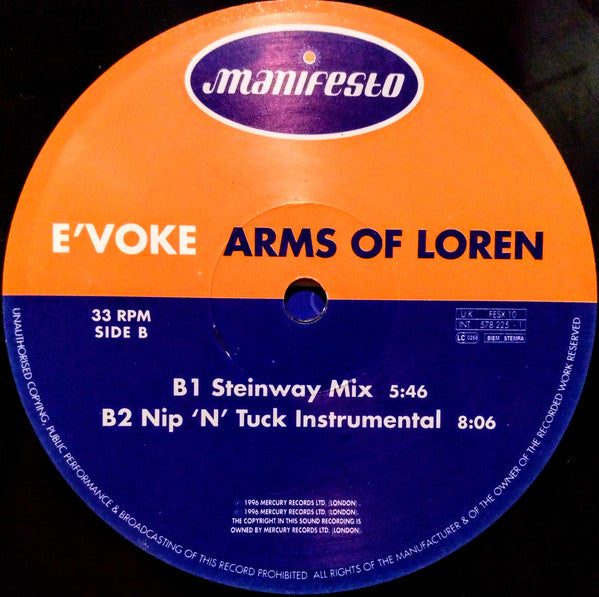 manifesto
E'VOKE ARMS OF LOREN
33 RPM
SIDE B
UK FESX 10
INT. 578 225 - 1
LC 0268 BIEM STEMRA
B1 Steinway Mix 5:46
B2 Nip 'N' Tuck Instrumental 8:06
℗ 1996 MERCURY RECORDS LTD. (LONDON).
© 1996 MERCURY RECORDS LTD. (LONDON).
THE COPYRIGHT IN THIS SOUND RECORDING IS
OWNED BY MERCURY RECORDS LTD. (LONDON).
UNAUTHORISED COPYING, PUBLIC PERFORMANCE & BROADCASTING OF THIS RECORD PROHIBITED. ALL RIGHTS OF THE MANUFACTURER & OF THE OWNER OF THE RECORDED WORK RESERVED.